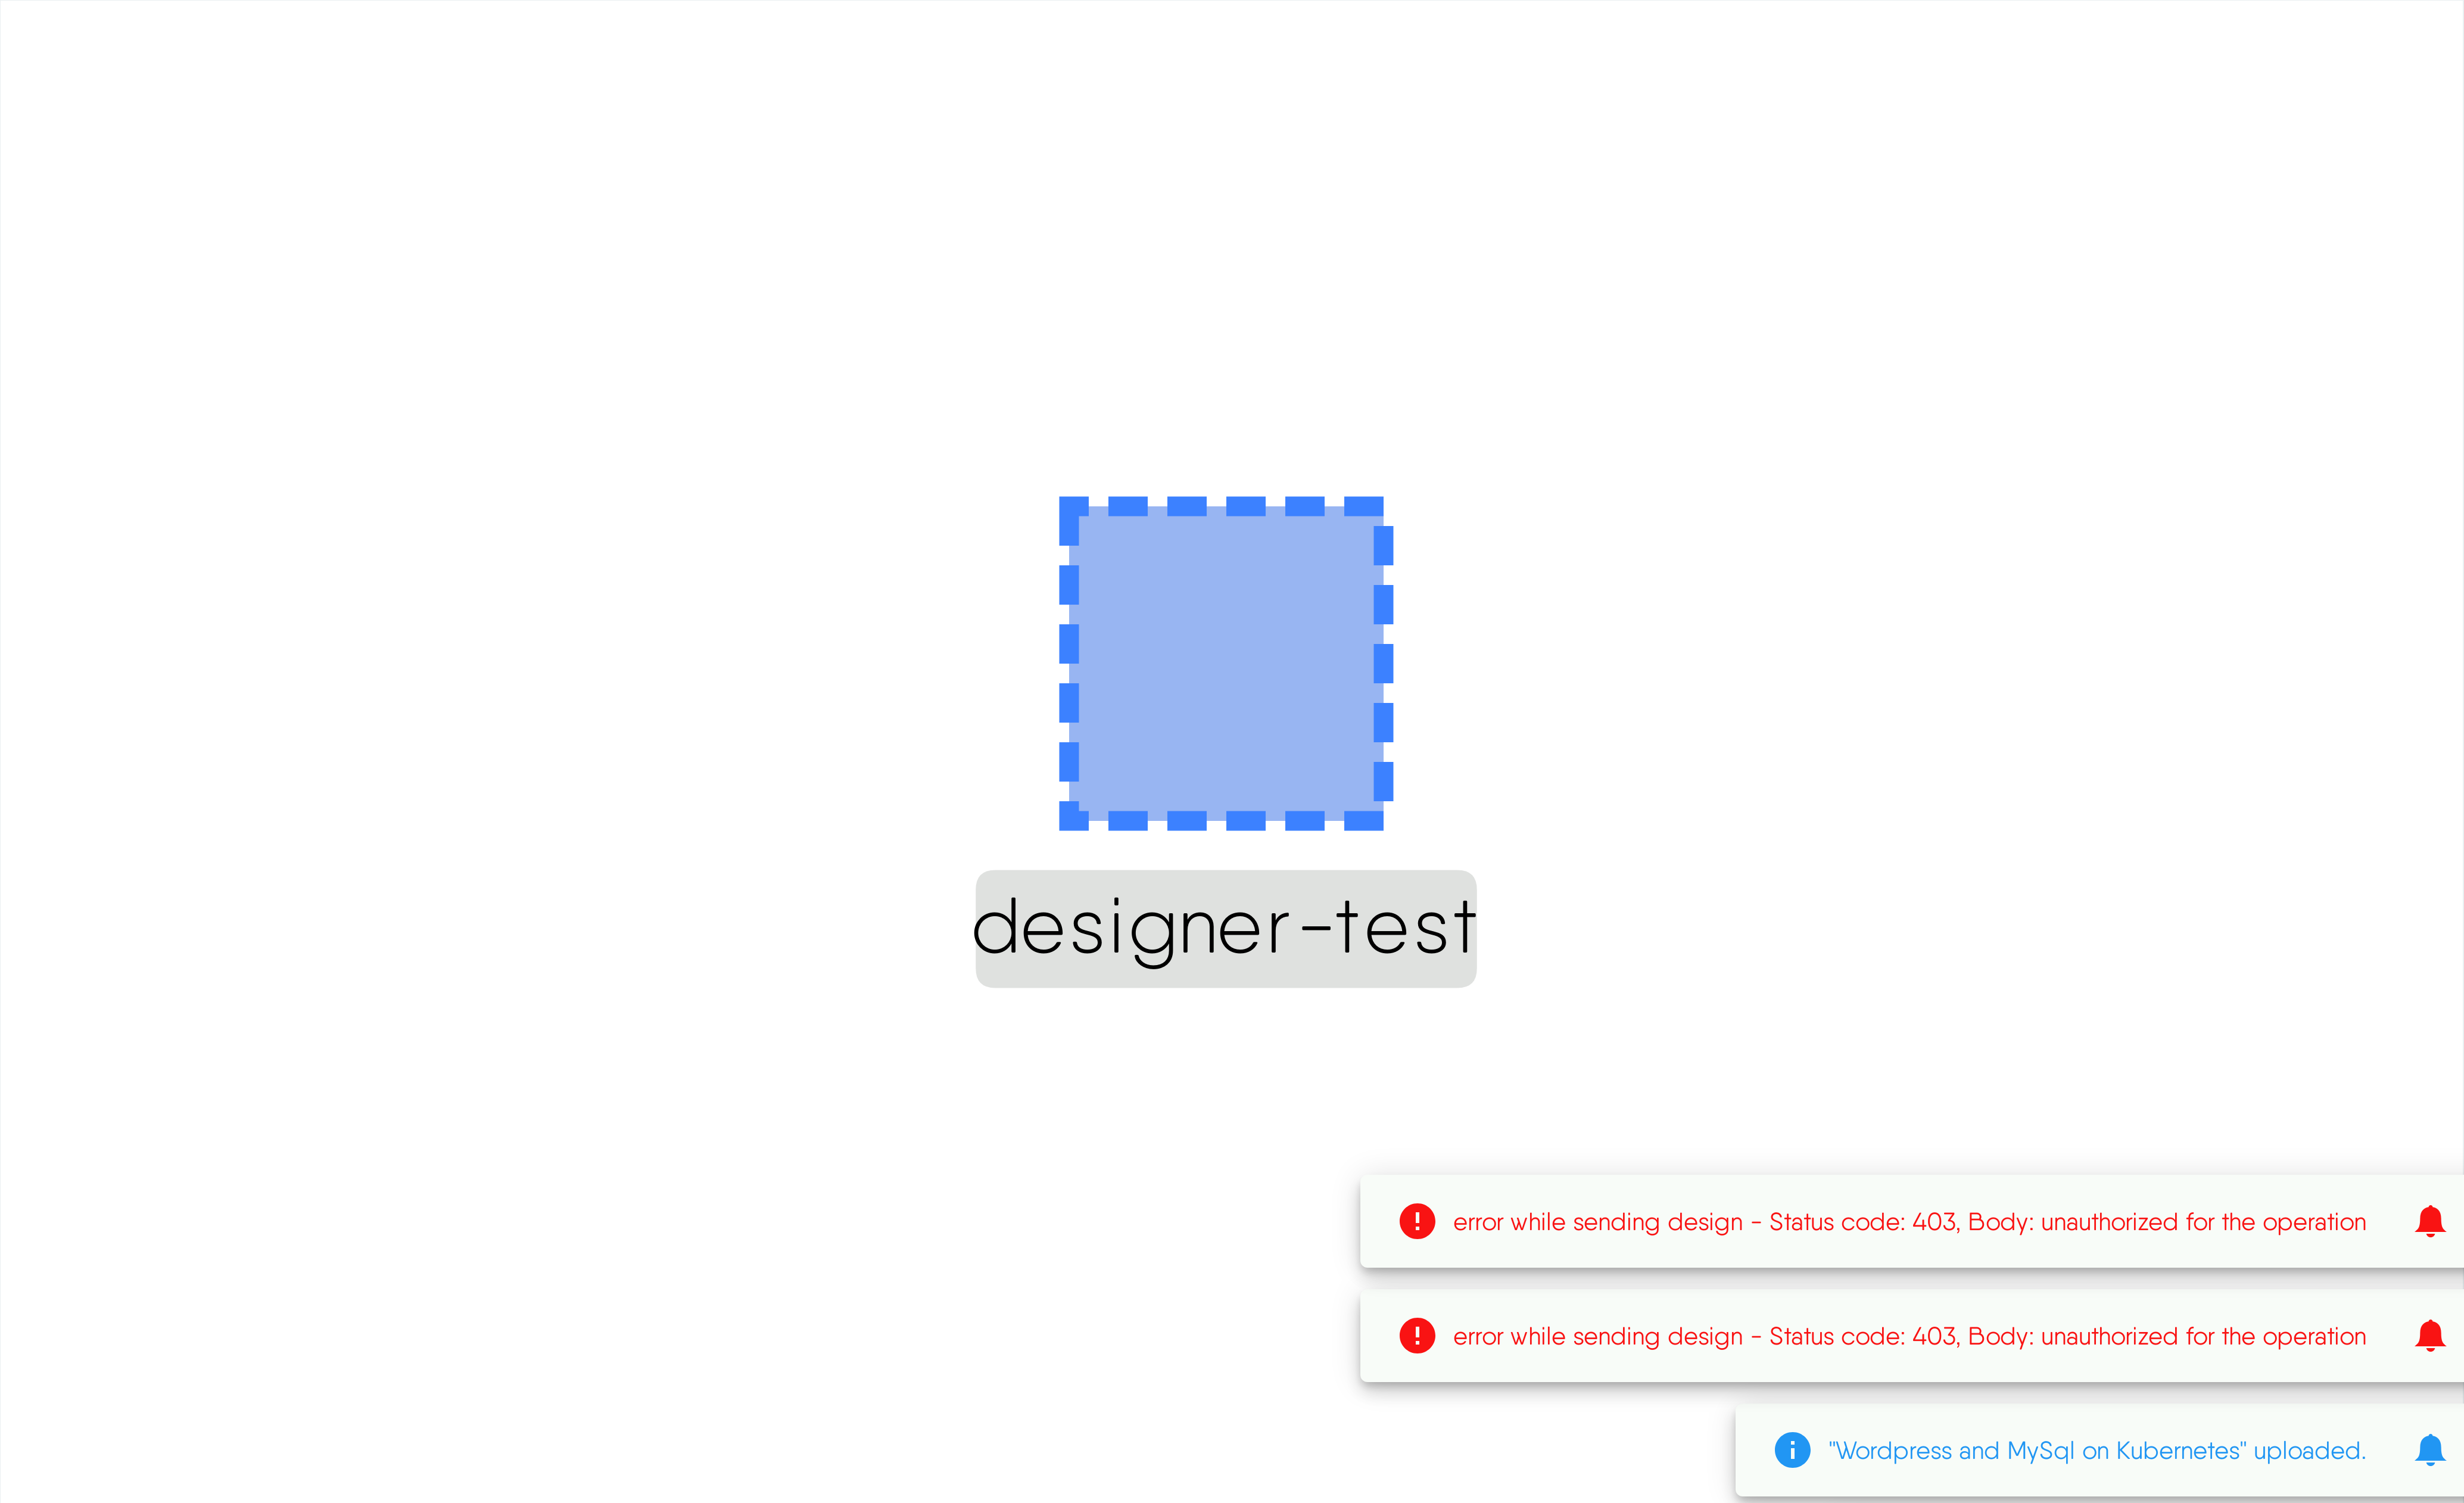 designer-test
error while sending design - Status code: 403, Body: unauthorized for the operation
error while sending design - Status code: 403, Body: unauthorized for the operation
"Wordpress and MySql on Kubernetes" uploaded.